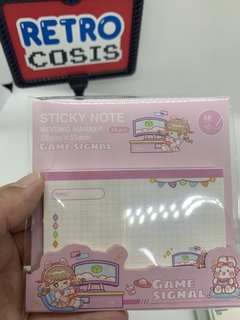 RETRO
COSIS
STICKY NOTE
WRITING MARKER
GAME SIGNAL
GAME
SIGNAL